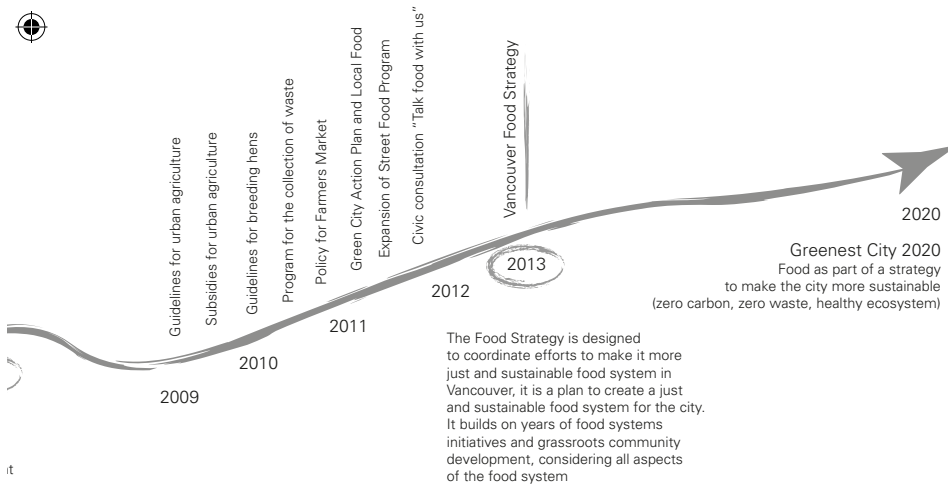 Guidelines for urban agriculture
Subsidies for urban agriculture
Guidelines for breeding hens
Program for the collection of waste
Policy for Farmers Market
Green City Action Plan and Local Food
Expansion of Street Food Program
Civic consultation “Talk food with us”
Vancouver Food Strategy
2009
2010
2011
2012
2013
2020
Greenest City 2020
Food as part of a strategy
to make the city more sustainable
(zero carbon, zero waste, healthy ecosystem)
The Food Strategy is designed
to coordinate efforts to make it more
just and sustainable food system in
Vancouver, it is a plan to create a just
and sustainable food system for the city.
It builds on years of food systems
initiatives and grassroots community
development, considering all aspects
of the food system